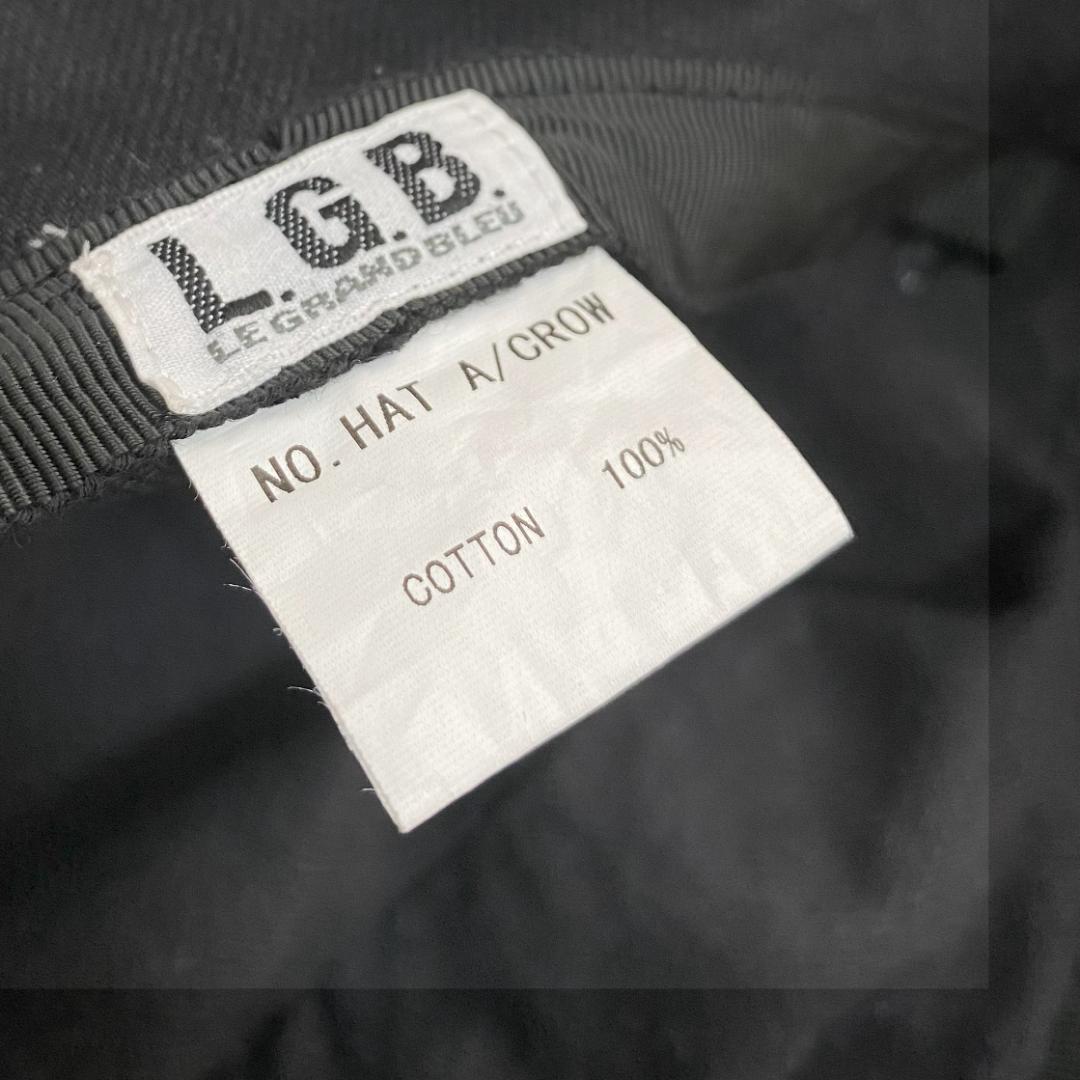 L.G.B.
LE GRAND BLEU
NO.HAT A/CROW
COTTON 100%